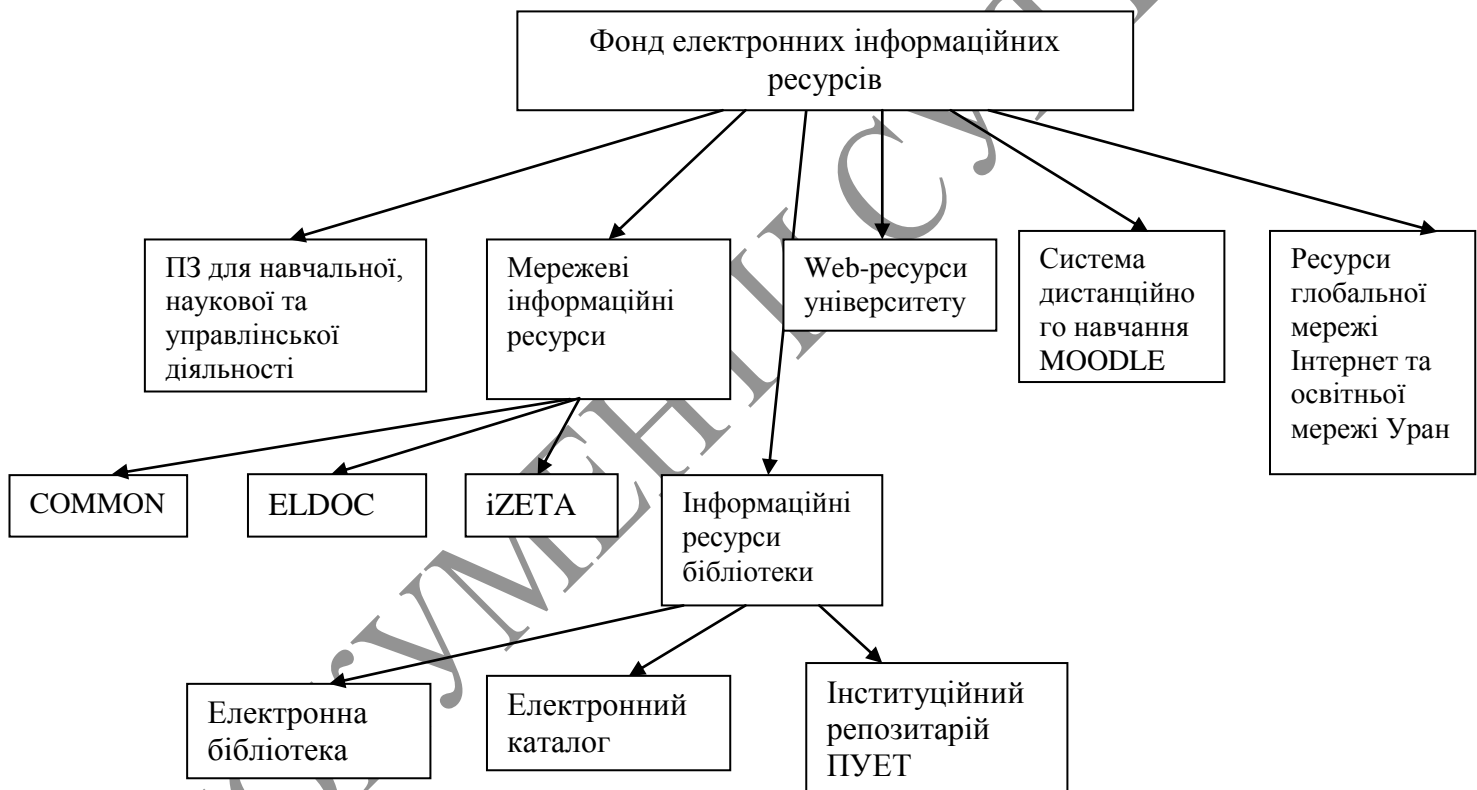 Фонд електронних інформаційних
ресурсів
ПЗ для навчальної,
наукової та
управлінської
діяльності
Мережеві
інформаційні
ресурси
Web-ресурси
університету
Система
дистанційно
го навчання
MOODLE
Ресурси
глобальної
мережі
Інтернет та
освітньої
мережі Уран
COMMON
ELDOC
iZETA
Інформаційні
ресурси
бібліотеки
Електронна
бібліотека
Електронний
каталог
Інституційний
репозитарій
ПУЕТ